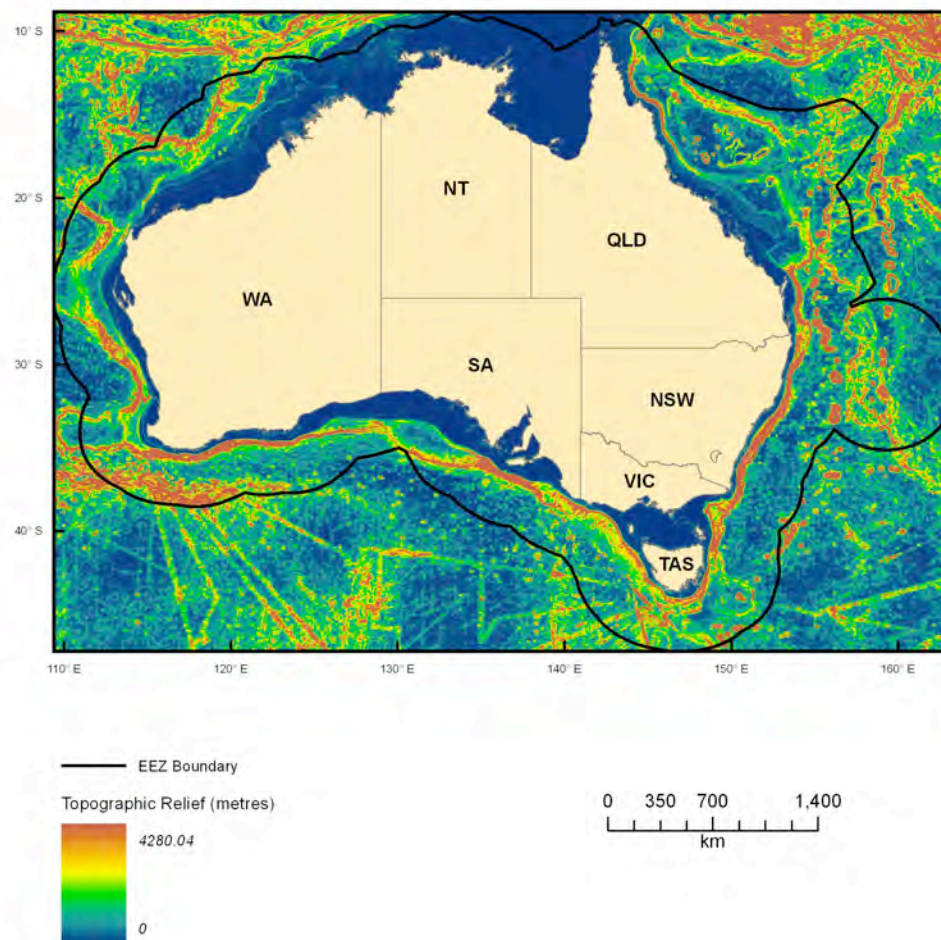 10° S
NT
20° S
QLD
WA
30° S
SA
NSW
VIC
40° S
TAS
110° E 120° E 130° E 140° E 150° E 160° E
EEZ Boundary
Topographic Relief (metres)
4280.04
0
0 350 700 1,400
km